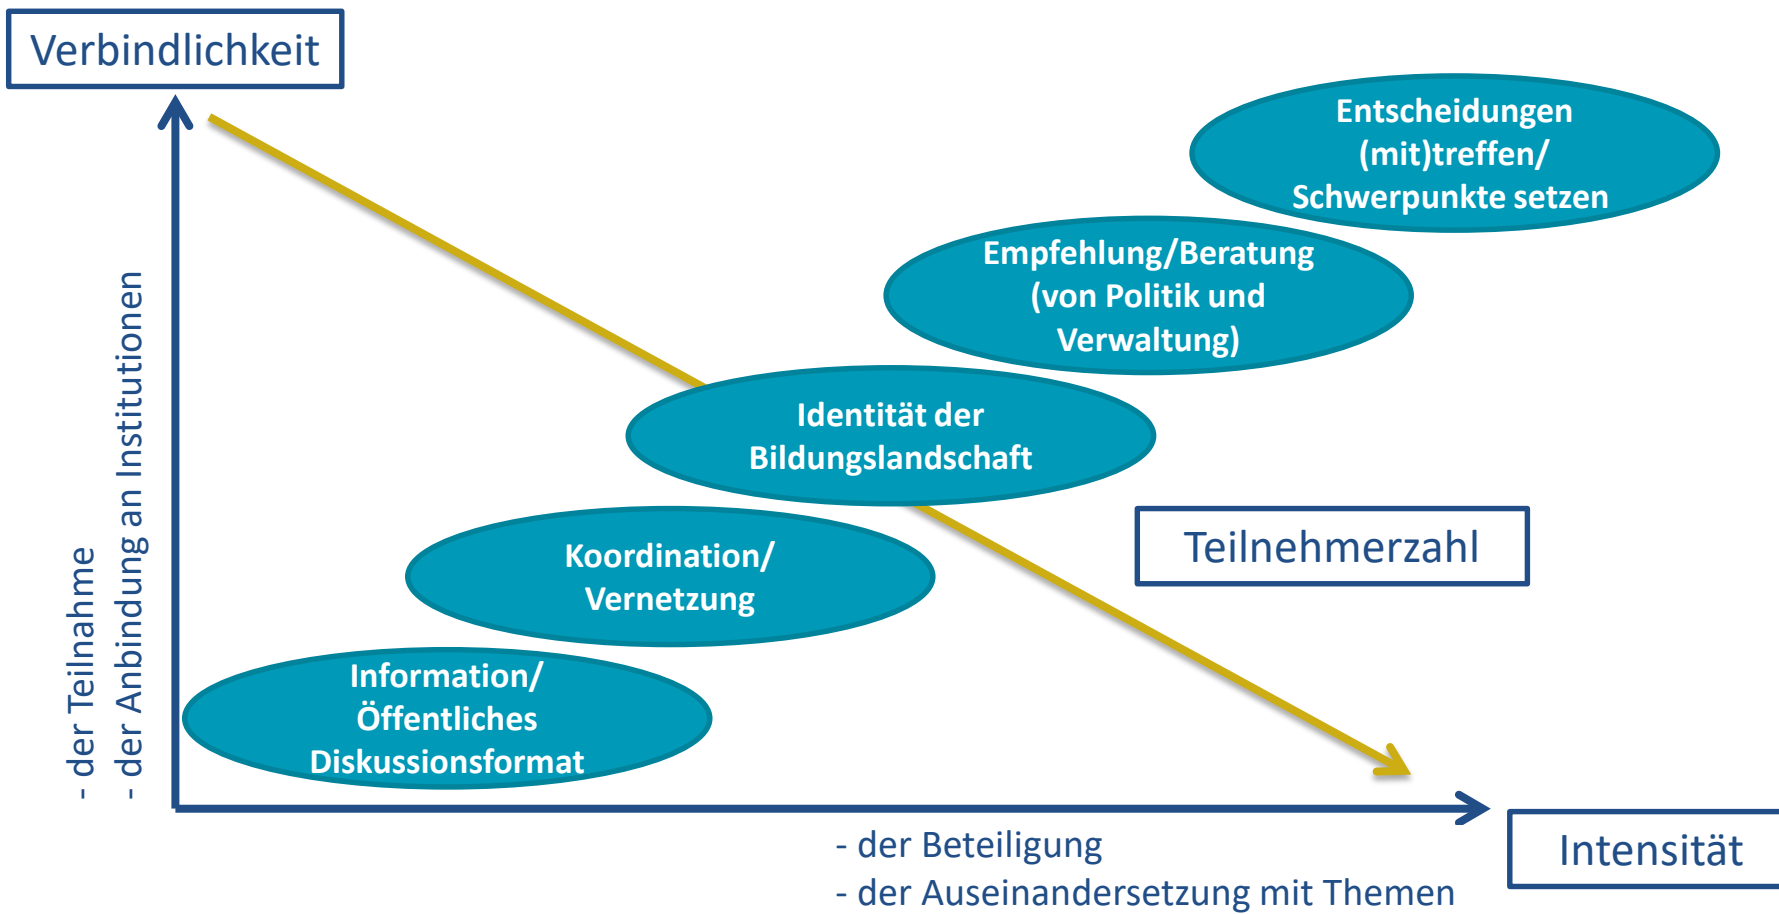 Verbindlichkeit
Entscheidungen
(mit)treffen/
Schwerpunkte setzen
Empfehlung/Beratung
(von Politik und
Verwaltung)
Identität der
Bildungslandschaft
Teilnehmerzahl
Koordination/
Vernetzung
Information/
Öffentliches
Diskussionsformat
- der Teilnahme
- der Anbindung an Institutionen
- der Beteiligung
- der Auseinandersetzung mit Themen
Intensität